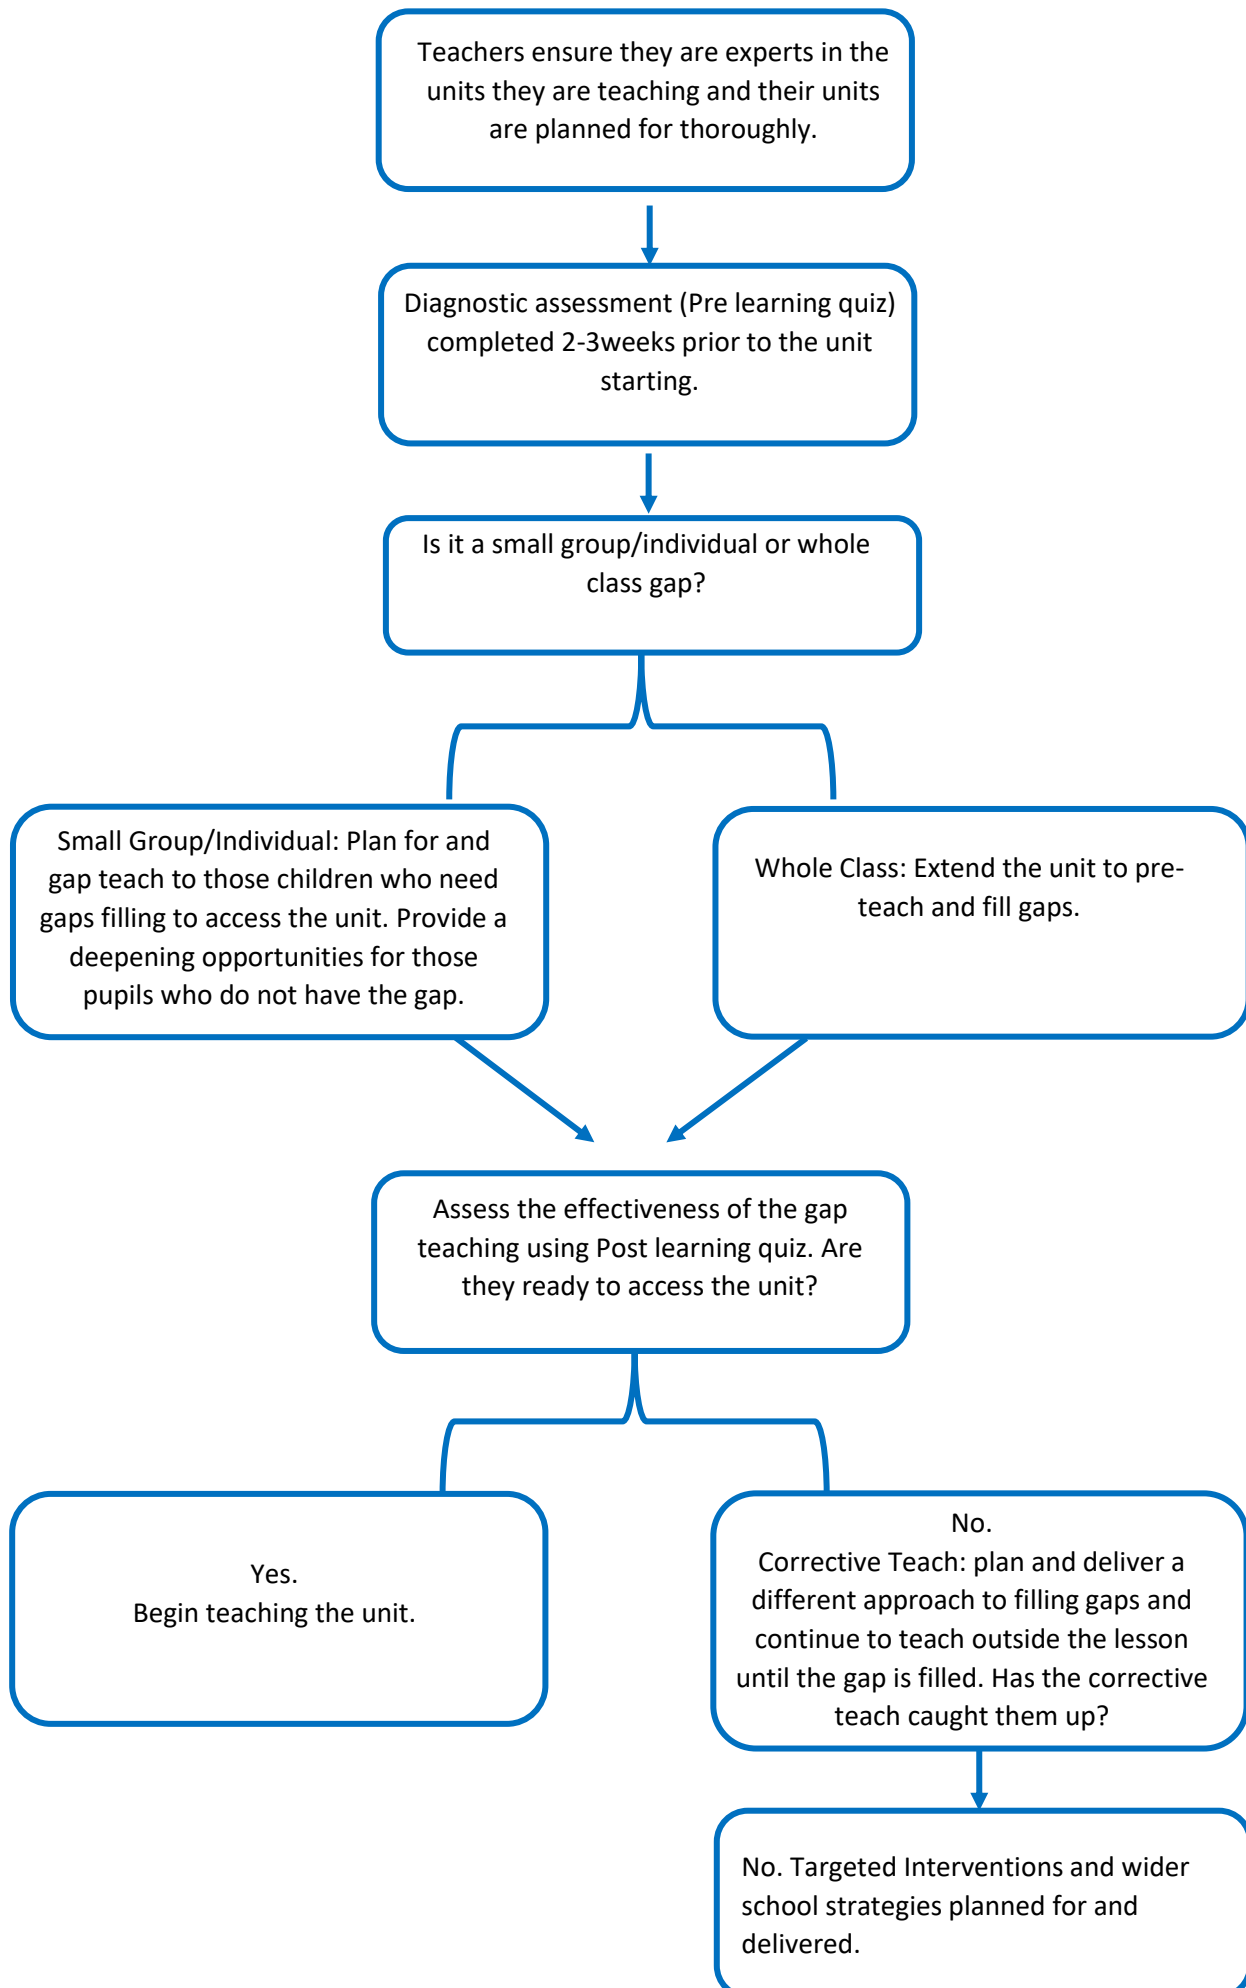 Teachers ensure they are experts in the
units they are teaching and their units
are planned for thoroughly.
Diagnostic assessment (Pre learning quiz)
completed 2-3weeks prior to the unit
starting.
Is it a small group/individual or whole
class gap?
Small Group/Individual: Plan for and
gap teach to those children who need
gaps filling to access the unit. Provide a
deepening opportunities for those
pupils who do not have the gap.
Whole Class: Extend the unit to pre-
teach and fill gaps.
Assess the effectiveness of the gap
teaching using Post learning quiz. Are
they ready to access the unit?
Yes.
Begin teaching the unit.
No.
Corrective Teach: plan and deliver a
different approach to filling gaps and
continue to teach outside the lesson
until the gap is filled. Has the corrective
teach caught them up?
No. Targeted Interventions and wider
school strategies planned for and
delivered.